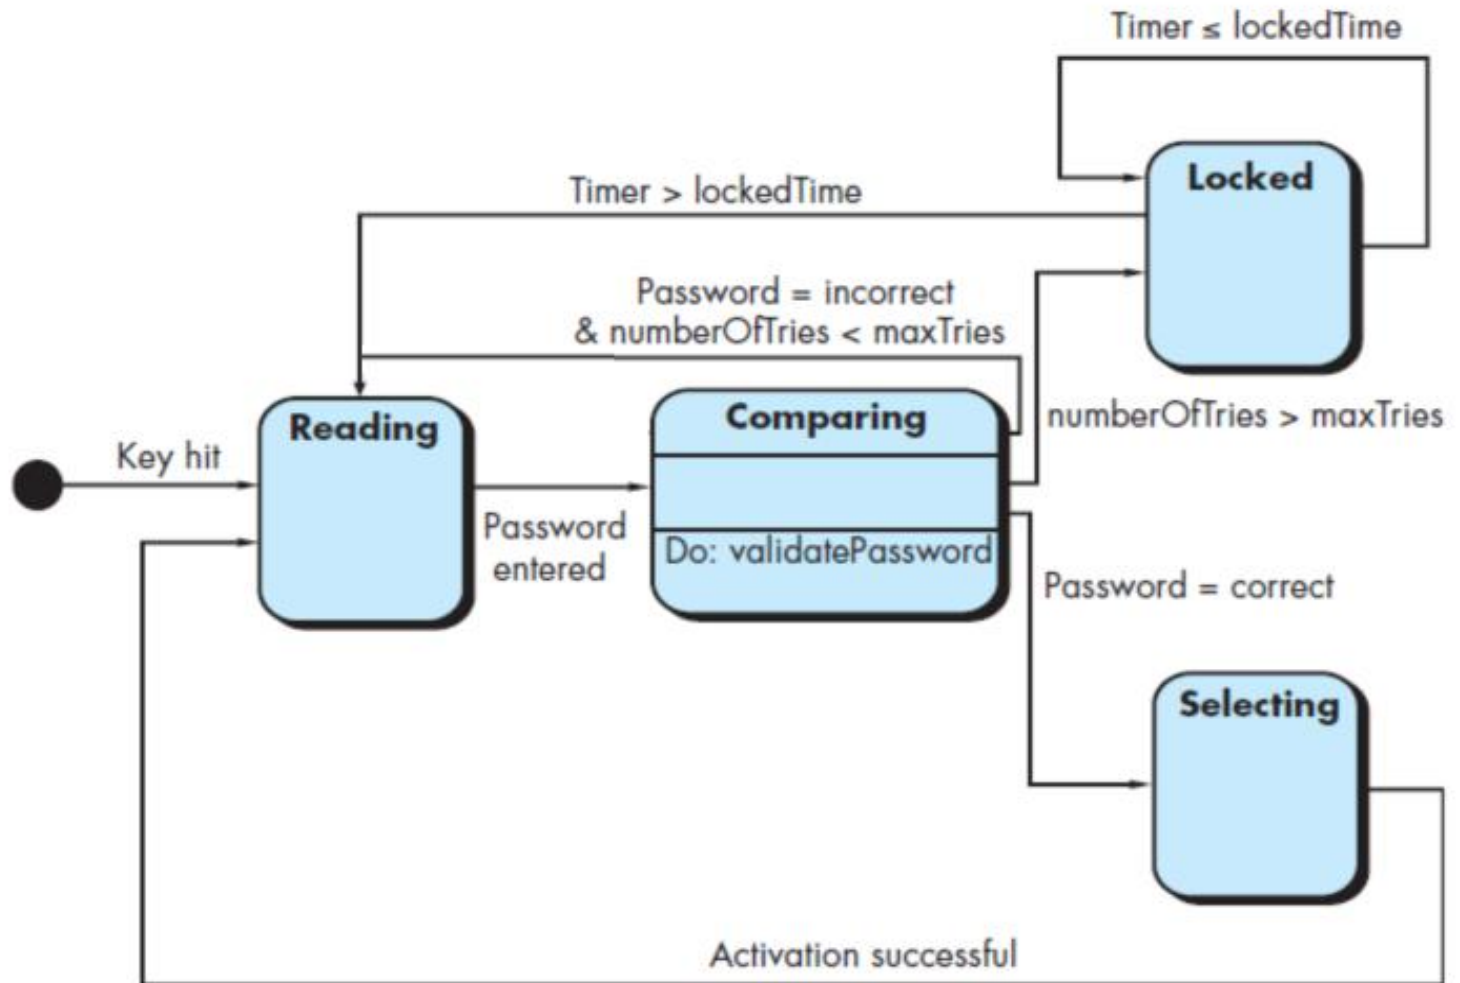 Timer ≤ lockedTime
Locked
Timer > lockedTime
Password = incorrect
& numberOfTries < maxTries
Reading
Comparing
numberOfTries > maxTries
Key hit
Password
entered
Do: validatePassword
Password = correct
Selecting
Activation successful